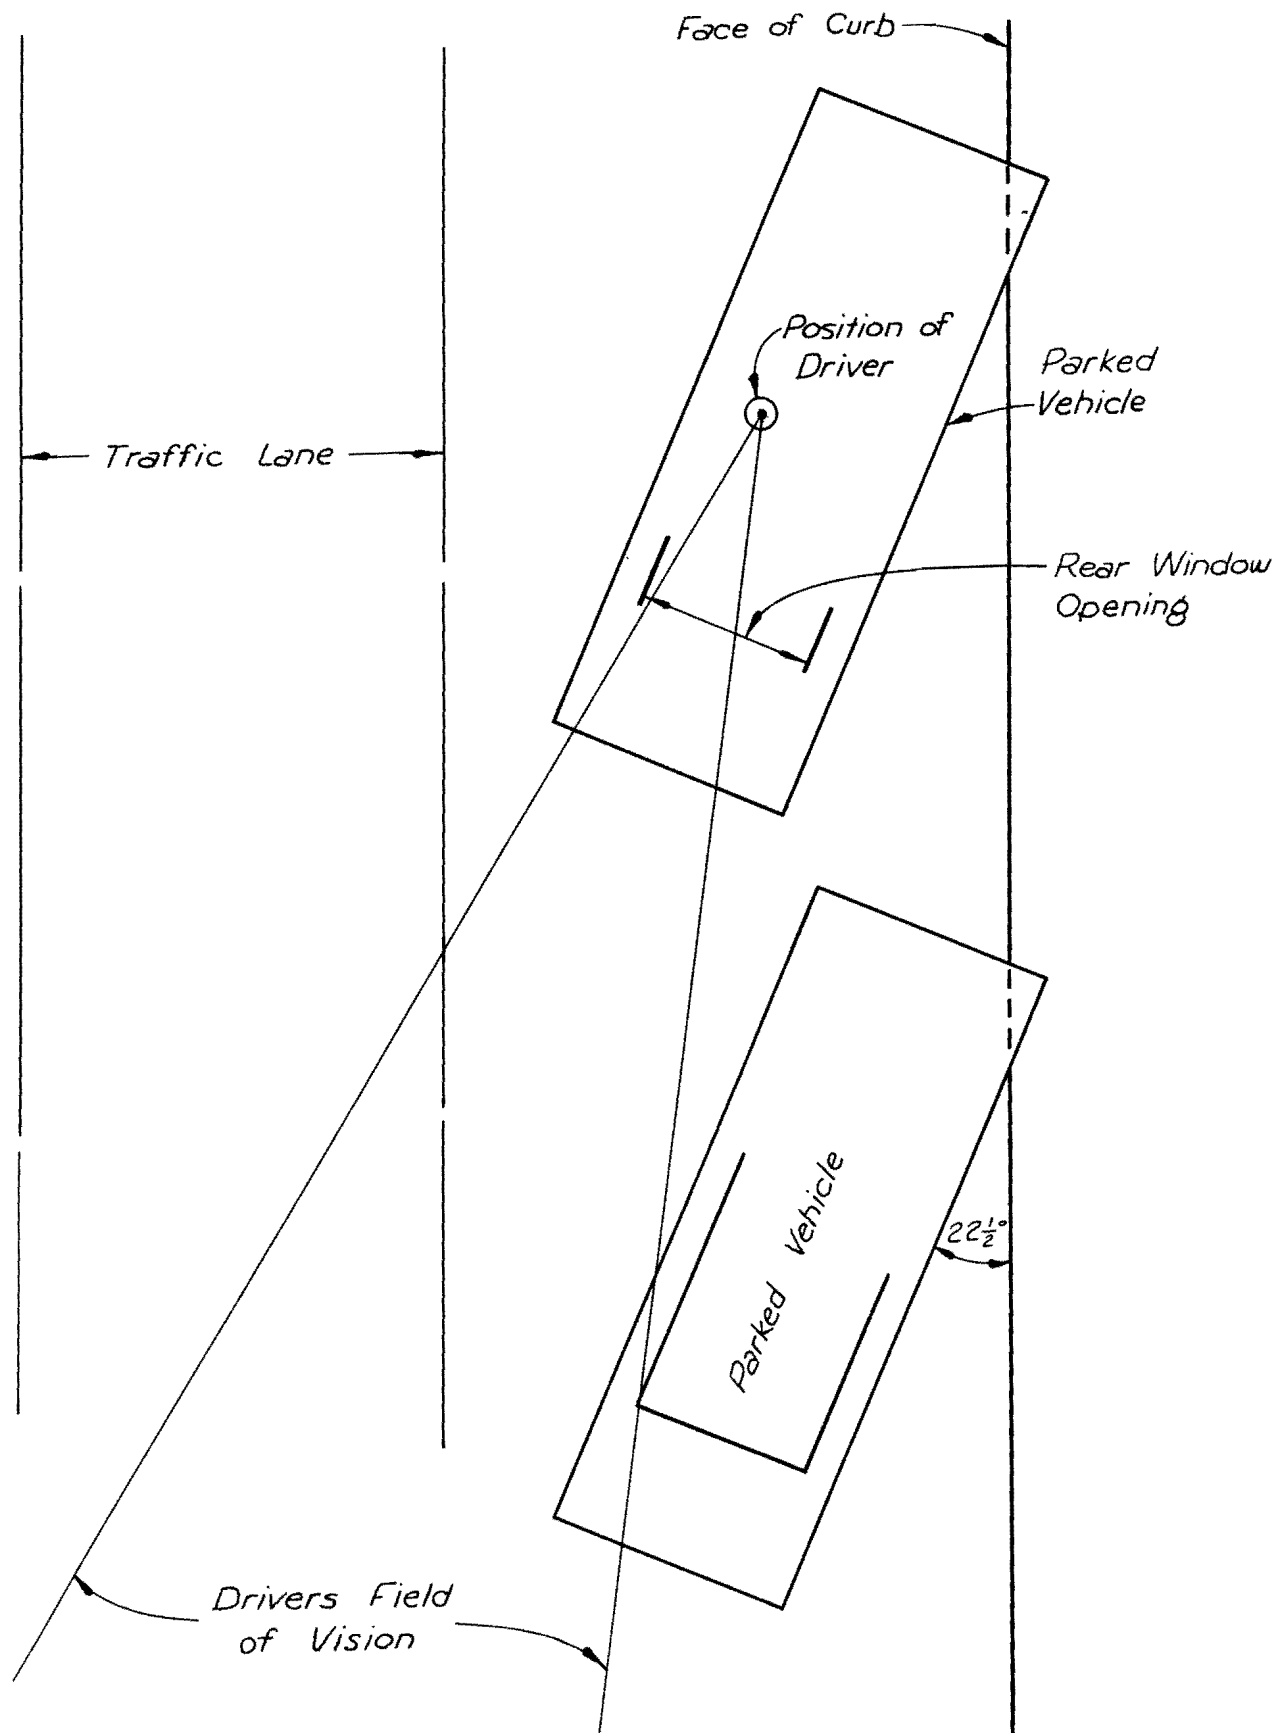 Face of Curb
Position of
Driver
Parked
Vehicle
Traffic Lane
Rear Window
Opening
Parked Vehicle
22½°
Drivers Field
of Vision